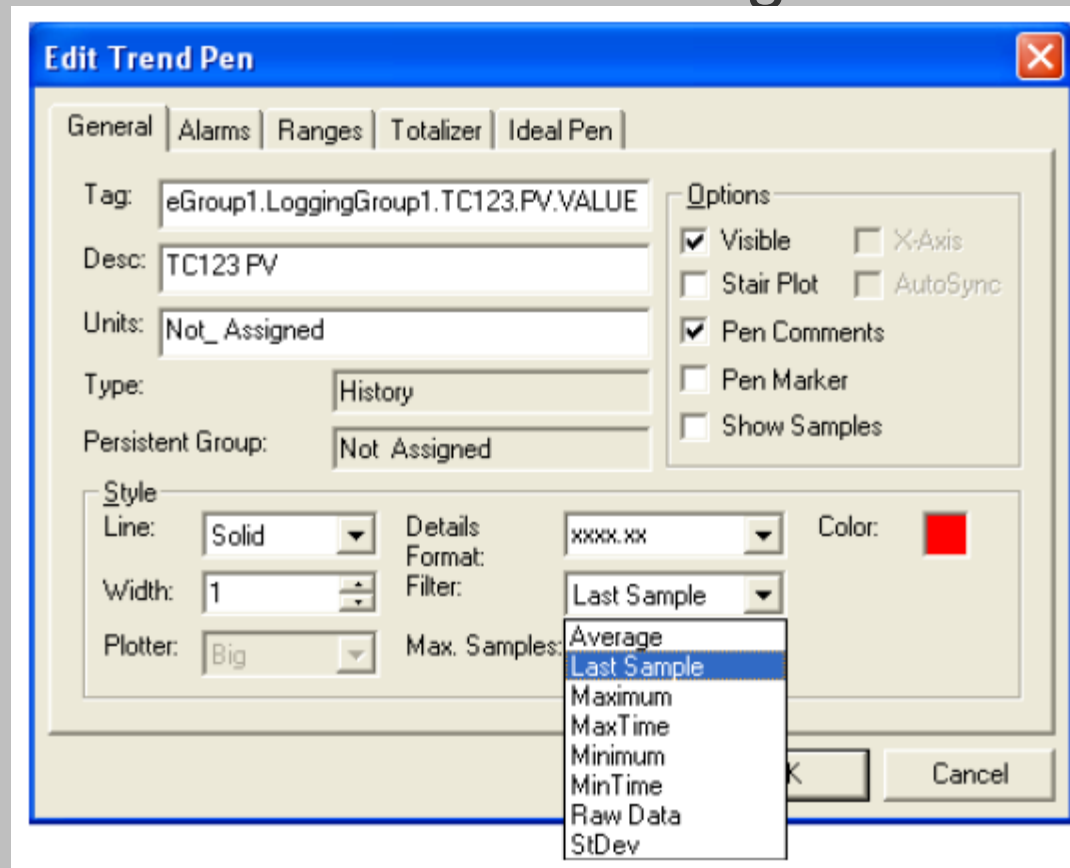 Edit Trend Pen
General Alarms Ranges Totalizer Ideal Pen
Tag: eGroup1.LoggingGroup1.TC123.PV.VALUE
Desc: TC123 PV
Units: Not_ Assigned
Type: History
Persistent Group: Not Assigned
Options
Visible X-Axis
Stair Plot AutoSync
Pen Comments
Pen Marker
Show Samples
Style
Line: Solid
Details Format: xxxx.xx
Color:
Width: 1
Filter: Last Sample
Plotter: Big
Max. Samples:
Average
Last Sample
Maximum
MaxTime
Minimum
MinTime
Raw Data
StDev
Cancel